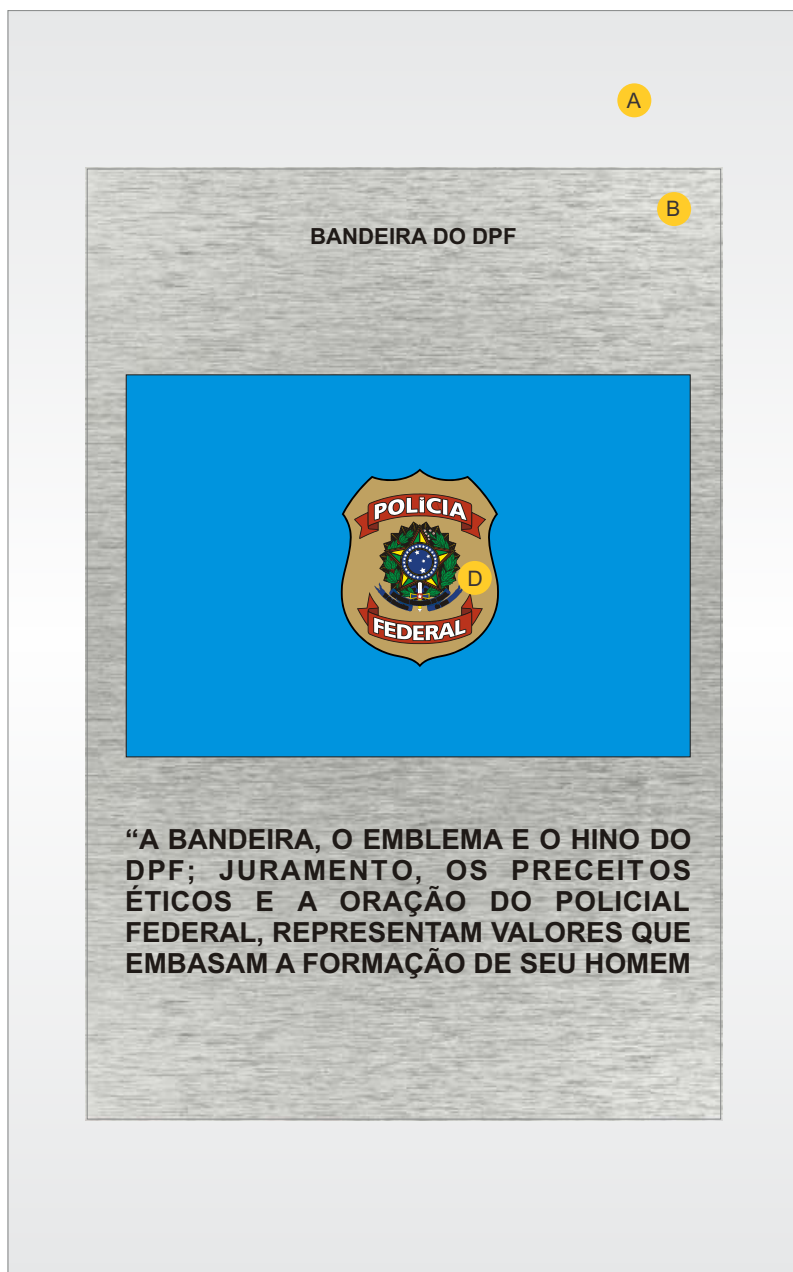 A
B
BANDEIRA DO DPF
POLíCIA
D
FEDERAL
“A BANDEIRA, O EMBLEMA E O HINO DO
DPF; JURAMENTO, OS PRECEITOS
ÉTICOS E A ORAÇÃO DO POLICIAL
FEDERAL, REPRESENTAM VALORES QUE
EMBASAM A FORMAÇÃO DE SEU HOMEM